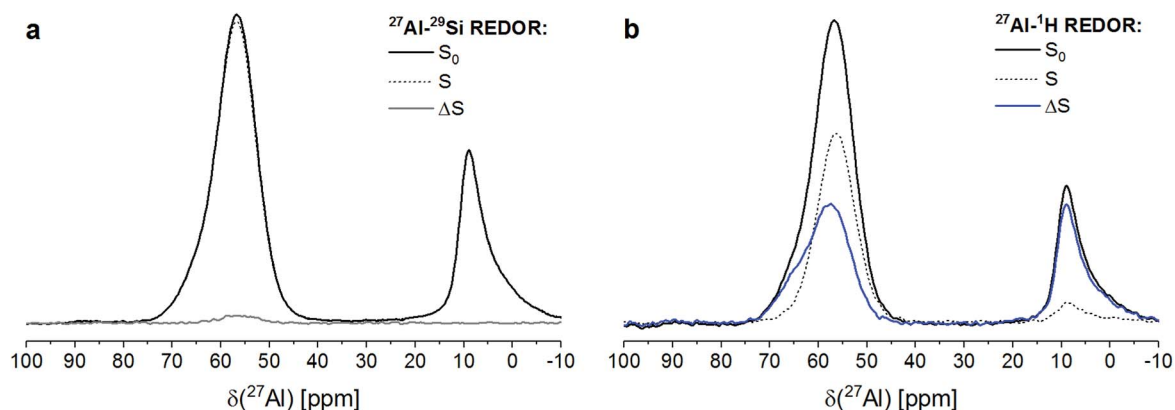 a
²⁷Al-²⁹Si REDOR:
S₀
S
ΔS
100 90 80 70 60 50 40 30 20 10 0 -10
δ(²⁷Al) [ppm]
b
²⁷Al-¹H REDOR:
S₀
S
ΔS
100 90 80 70 60 50 40 30 20 10 0 -10
δ(²⁷Al) [ppm]